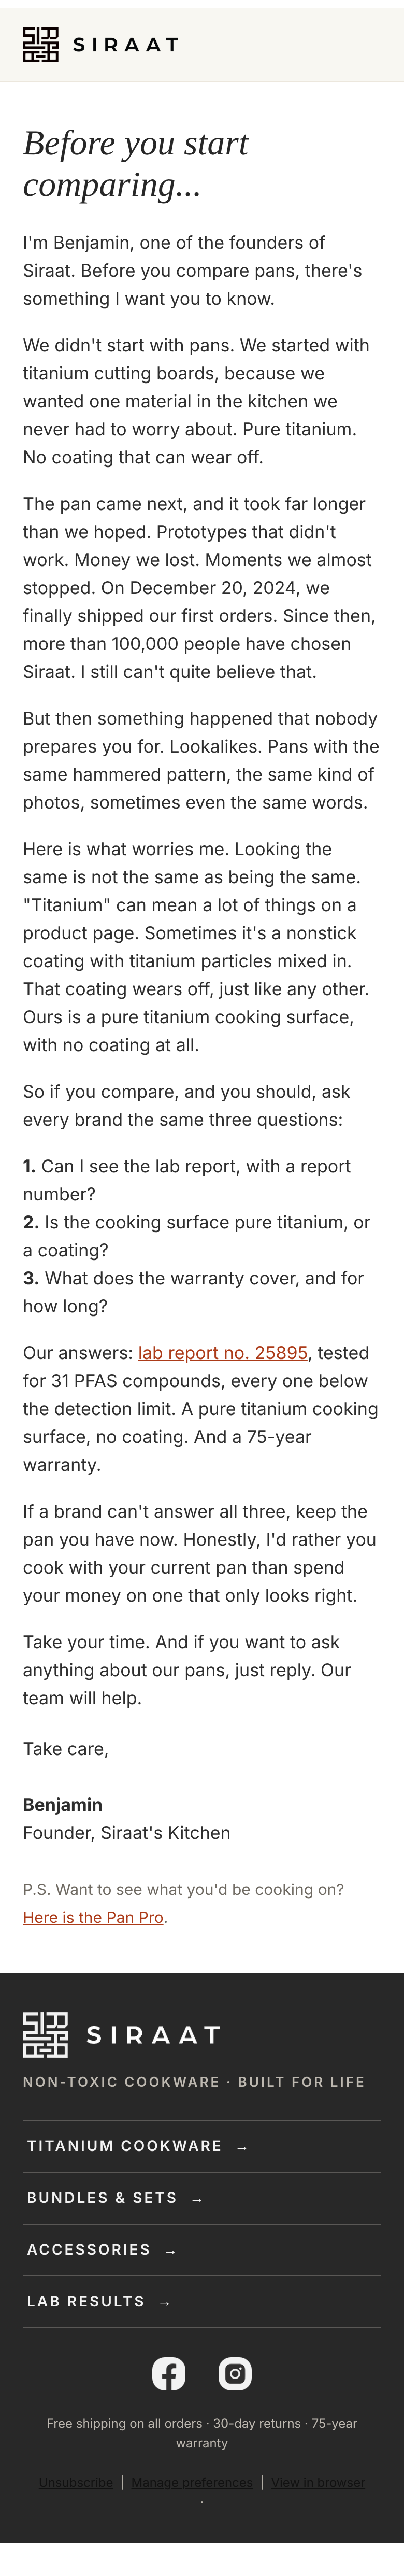 SIRAAT
Before you start
comparing...
I'm Benjamin, one of the founders of
Siraat. Before you compare pans, there's
something I want you to know.
We didn't start with pans. We started with
titanium cutting boards, because we
wanted one material in the kitchen we
never had to worry about. Pure titanium.
No coating that can wear off.
The pan came next, and it took far longer
than we hoped. Prototypes that didn't
work. Money we lost. Moments we almost
stopped. On December 20, 2024, we
finally shipped our first orders. Since then,
more than 100,000 people have chosen
Siraat. I still can't quite believe that.
But then something happened that nobody
prepares you for. Lookalikes. Pans with the
same hammered pattern, the same kind of
photos, sometimes even the same words.
Here is what worries me. Looking the
same is not the same as being the same.
"Titanium" can mean a lot of things on a
product page. Sometimes it's a nonstick
coating with titanium particles mixed in.
That coating wears off, just like any other.
Ours is a pure titanium cooking surface,
with no coating at all.
So if you compare, and you should, ask
every brand the same three questions:
1. Can I see the lab report, with a report
number?
2. Is the cooking surface pure titanium, or
a coating?
3. What does the warranty cover, and for
how long?
Our answers: lab report no. 25895, tested
for 31 PFAS compounds, every one below
the detection limit. A pure titanium cooking
surface, no coating. And a 75-year
warranty.
If a brand can't answer all three, keep the
pan you have now. Honestly, I'd rather you
cook with your current pan than spend
your money on one that only looks right.
Take your time. And if you want to ask
anything about our pans, just reply. Our
team will help.
Take care,
Benjamin
Founder, Siraat's Kitchen
P.S. Want to see what you'd be cooking on?
Here is the Pan Pro.
SIRAAT
NON-TOXIC COOKWARE · BUILT FOR LIFE
TITANIUM COOKWARE →
BUNDLES & SETS →
ACCESSORIES →
LAB RESULTS →
Free shipping on all orders · 30-day returns · 75-year
warranty
Unsubscribe | Manage preferences | View in browser
.